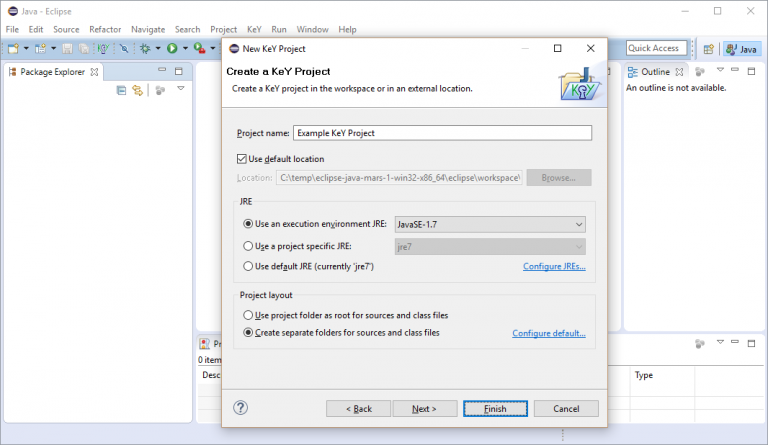 Java - Eclipse
File Edit Source Refactor Navigate Search Project KeY Run Window Help
Quick Access
Java
Package Explorer
New KeY Project
Create a KeY Project
Create a KeY project in the workspace or in an external location.
KeY
Project name: Example KeY Project
Use default location
Location: C:\temp\eclipse-java-mars-1-win32-x86_64\eclipse\workspace\ Browse...
JRE
Use an execution environment JRE: JavaSE-1.7
Use a project specific JRE: jre7
Use default JRE (currently 'jre7') Configure JREs...
Project layout
Use project folder as root for sources and class files
Create separate folders for sources and class files Configure default...
< Back Next > Finish Cancel
Outline
An outline is not available.
Pr
0 item
Desc
Type